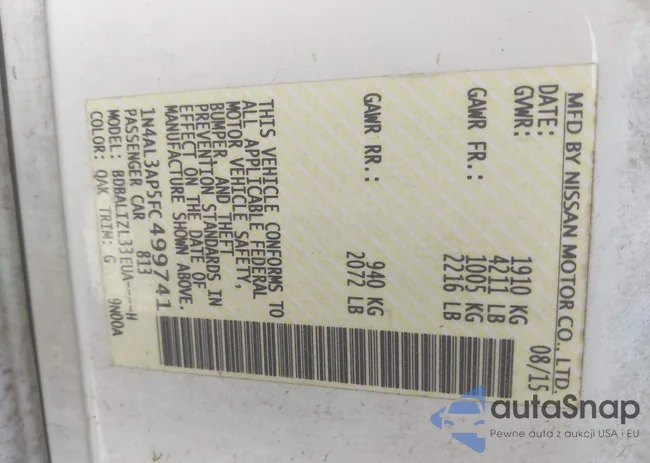 MFD BY NISSAN MOTOR CO., LTD.
DATE: 08/15
GVWR: 1910 KG
4211 LB
GAWR FR.: 1005 KG
2216 LB
GAWR RR.: 940 KG
2072 LB
THIS VEHICLE CONFORMS TO
ALL APPLICABLE FEDERAL
MOTOR VEHICLE SAFETY,
BUMPER, AND THEFT
PREVENTION STANDARDS IN
EFFECT ON THE DATE OF
MANUFACTURE SHOWN ABOVE.
1N4AL3AP5FC499741
PASSENGER CAR 813
MODEL: BDBALIZL33EUA----H
COLOR: QAK TRIM: G 9N00A
autoSnap
Pewne auta z aukcji USA i EU